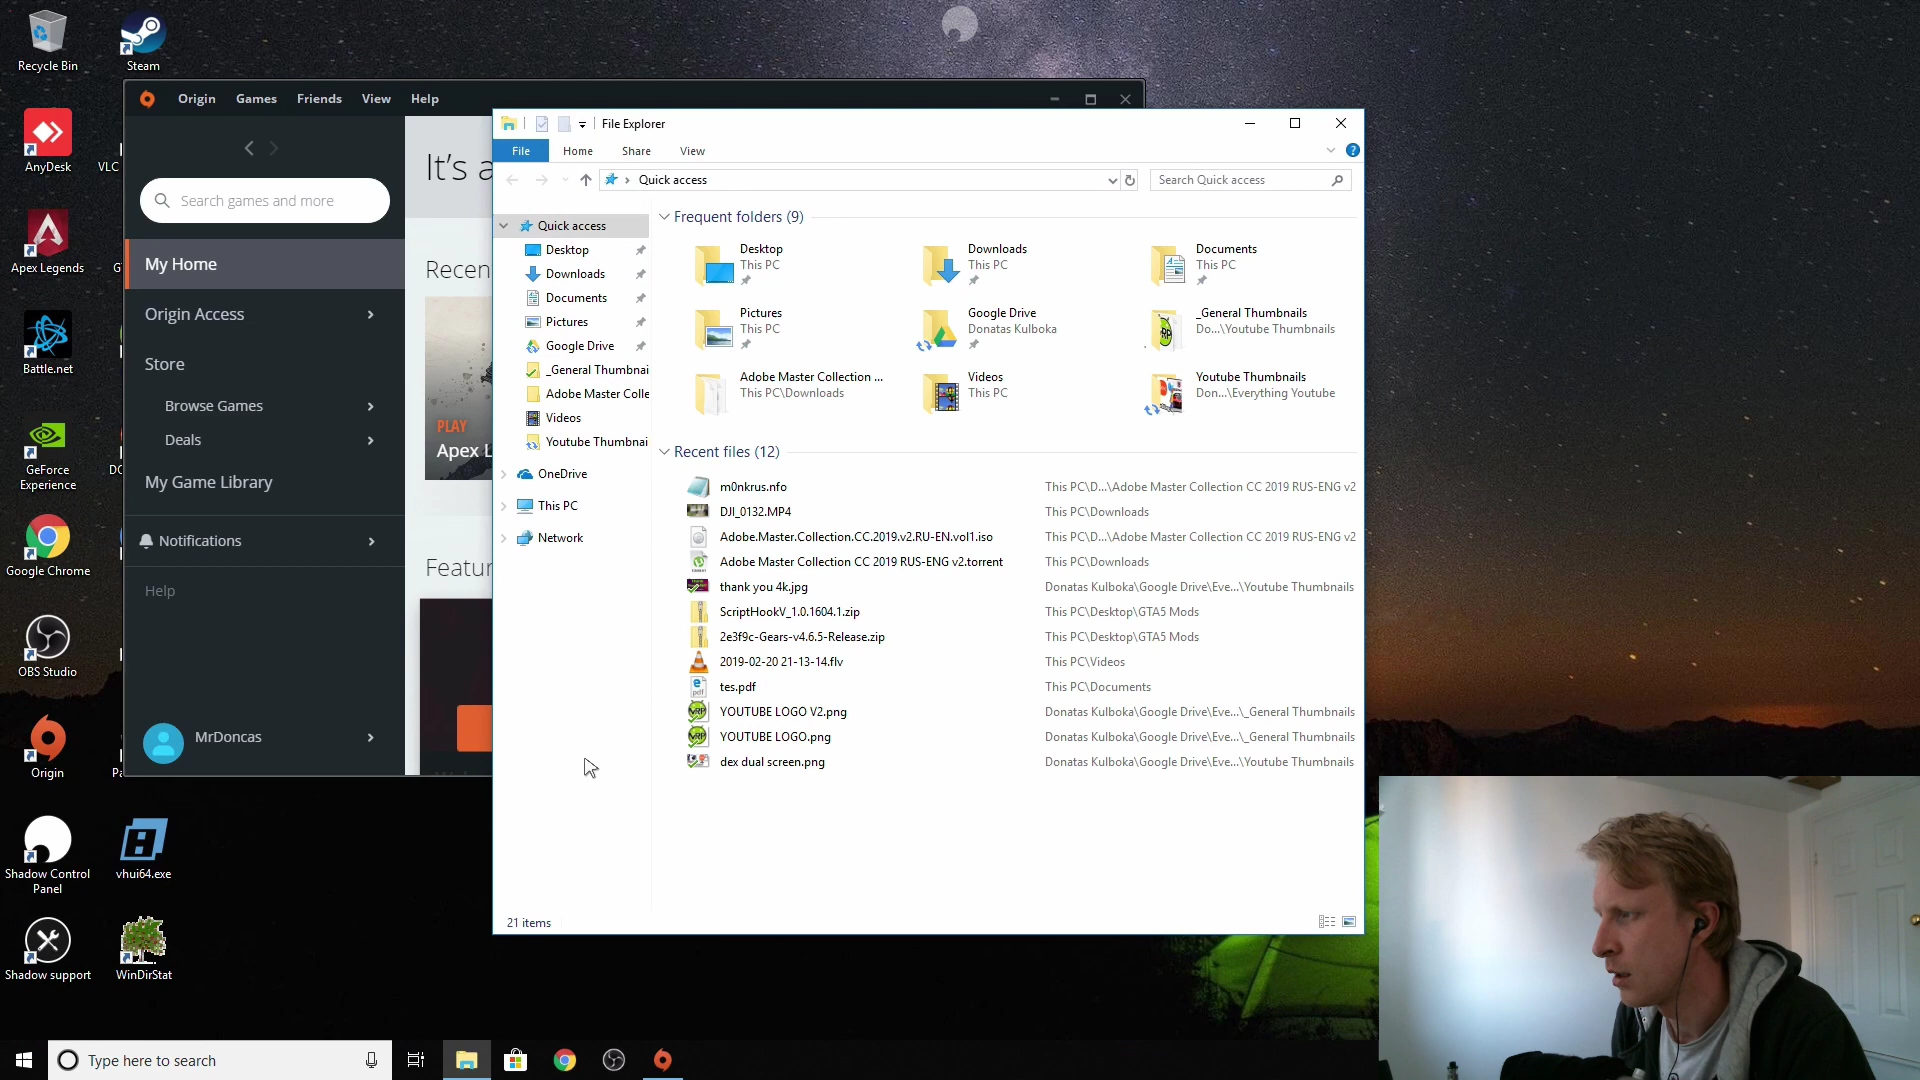 Recycle Bin
Steam
AnyDesk
VLC
Apex Legends
Battle.net
GeForce
Experience
Google Chrome
OBS Studio
Origin
Shadow Control
Panel
vhui64.exe
Shadow support
WinDirStat
Origin
Games
Friends
View
Help
Search games and more
My Home
Origin Access
Store
Browse Games
Deals
My Game Library
Notifications
Help
MrDoncas
It's a
Recen
PLAY
Apex L
Featur
File Explorer
File
Home
Share
View
Quick access
Search Quick access
Quick access
Desktop
Downloads
Documents
Pictures
Google Drive
_General Thumbnai
Adobe Master Colle
Videos
Youtube Thumbnai
OneDrive
This PC
Network
Frequent folders (9)
Desktop
This PC
Downloads
This PC
Documents
This PC
Pictures
This PC
Google Drive
Donatas Kulboka
_General Thumbnails
Do...\Youtube Thumbnails
Adobe Master Collection ...
This PC\Downloads
Videos
This PC
Youtube Thumbnails
Don...\Everything Youtube
Recent files (12)
m0nkrus.nfo This PC\D...\Adobe Master Collection CC 2019 RUS-ENG v2
DJI_0132.MP4 This PC\Downloads
Adobe.Master.Collection.CC.2019.v2.RU-EN.vol1.iso This PC\D...\Adobe Master Collection CC 2019 RUS-ENG v2
Adobe Master Collection CC 2019 RUS-ENG v2.torrent This PC\Downloads
thank you 4k.jpg Donatas Kulboka\Google Drive\Eve...\Youtube Thumbnails
ScriptHookV_1.0.1604.1.zip This PC\Desktop\GTA5 Mods
2e3f9c-Gears-v4.6.5-Release.zip This PC\Desktop\GTA5 Mods
2019-02-20 21-13-14.flv This PC\Videos
tes.pdf This PC\Documents
YOUTUBE LOGO V2.png Donatas Kulboka\Google Drive\Eve...\_General Thumbnails
YOUTUBE LOGO.png Donatas Kulboka\Google Drive\Eve...\_General Thumbnails
dex dual screen.png Donatas Kulboka\Google Drive\Eve...\Youtube Thumbnails
21 items
Type here to search